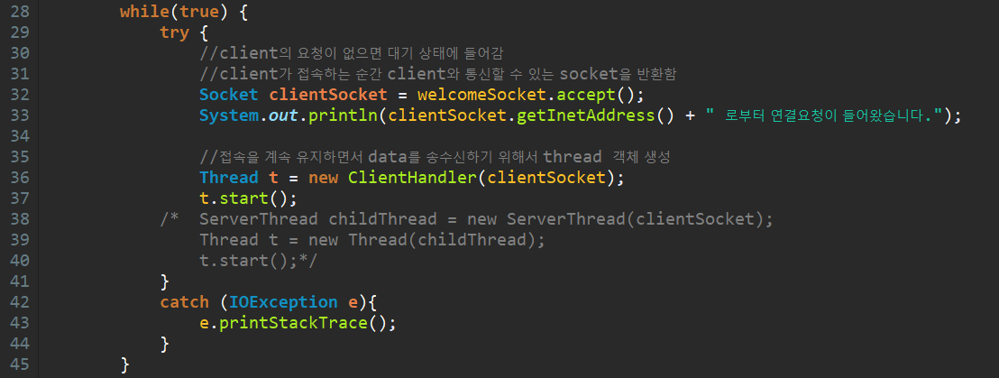 28 while(true) {
29 try {
30 //client의 요청이 없으면 대기 상태에 들어감
31 //client가 접속하는 순간 client와 통신할 수 있는 socket을 반환함
32 Socket clientSocket = welcomeSocket.accept();
33 System.out.println(clientSocket.getInetAddress() + " 로부터 연결요청이 들어왔습니다.");
34
35 //접속을 계속 유지하면서 data를 송수신하기 위해서 thread 객체 생성
36 Thread t = new ClientHandler(clientSocket);
37 t.start();
38 /* ServerThread childThread = new ServerThread(clientSocket);
39 Thread t = new Thread(childThread);
40 t.start();*/
41 }
42 catch (IOException e){
43 e.printStackTrace();
44 }
45 }